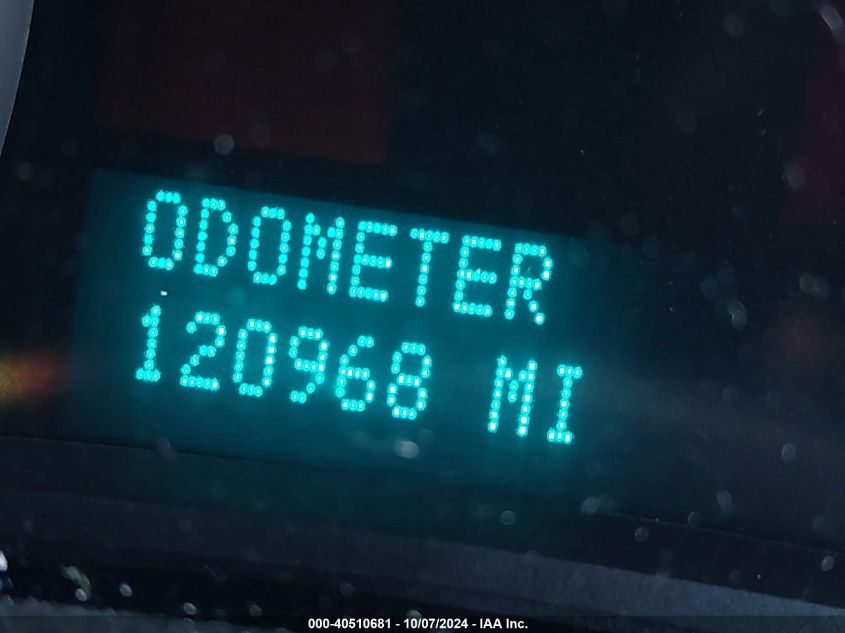 ODOMETER
120968 MI
000-40510681 - 10/07/2024 - IAA Inc.